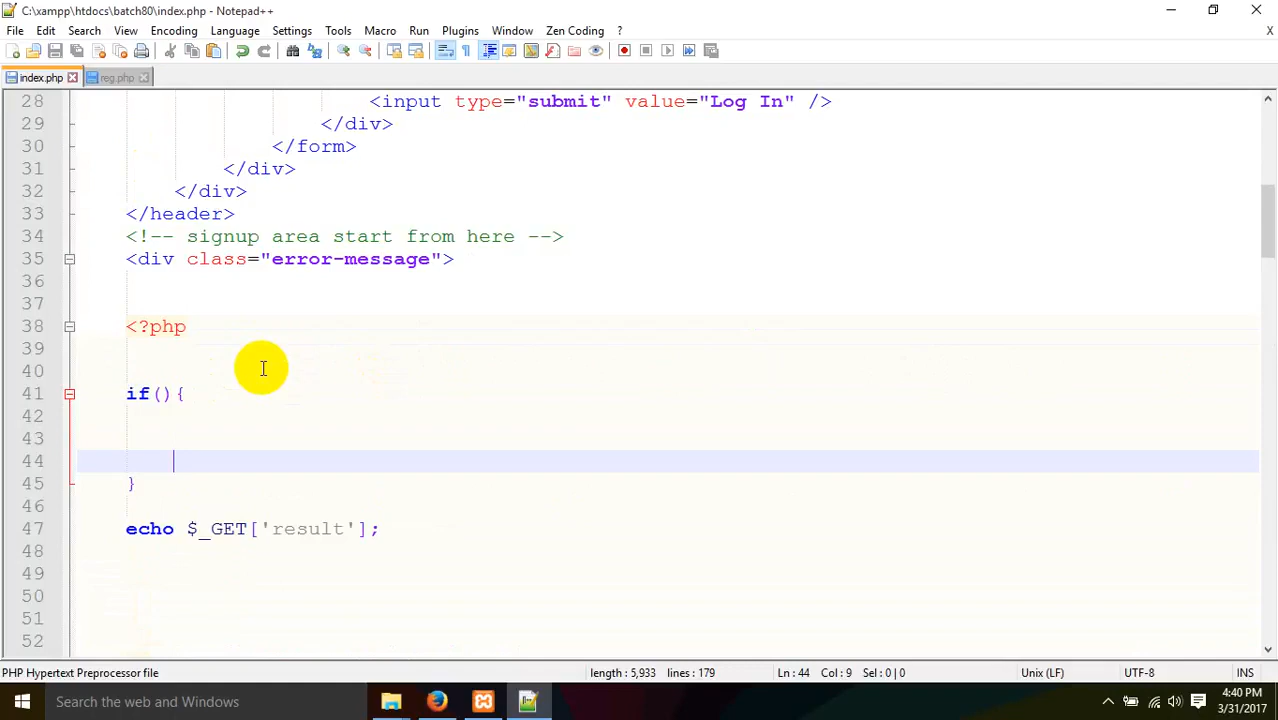 C:\xampp\htdocs\batch80\index.php - Notepad++
File Edit Search View Encoding Language Settings Tools Macro Run Plugins Window Zen Coding ? X
index.php reg.php
28 <input type="submit" value="Log In" />
29 </div>
30 </form>
31 </div>
32 </div>
33 </header>
34 <!-- signup area start from here -->
35 <div class="error-message">
36
37
38 <?php
39
40
41 if(){
42
43
44
45 }
46
47 echo $_GET['result'];
48
49
50
51
52
PHP Hypertext Preprocessor file length : 5,933 lines : 179 Ln : 44 Col : 9 Sel : 0 | 0 Unix (LF) UTF-8 INS
Search the web and Windows
4:40 PM
3/31/2017